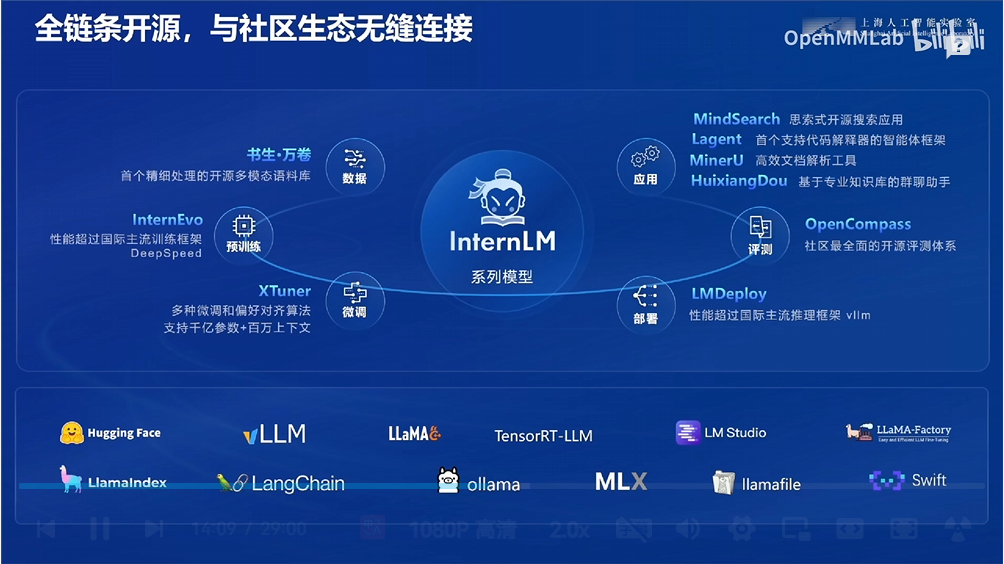 全链条开源，与社区生态无缝连接
上海人工智能实验室
OpenMMLab
bilibili
书生·万卷
首个精细处理的开源多模态语料库
数据
InternEvo
性能超过国际主流训练框架
DeepSpeed
预训练
XTuner
多种微调和偏好对齐算法
支持千亿参数+百万上下文
微调
InternLM
系列模型
应用
MindSearch 思索式开源搜索应用
Lagent 首个支持代码解释器的智能体框架
MinerU 高效文档解析工具
HuixiangDou 基于专业知识库的群聊助手
评测
OpenCompass
社区最全面的开源评测体系
部署
LMDeploy
性能超过国际主流推理框架 vllm
Hugging Face
vLLM
LLaMA
TensorRT-LLM
LM Studio
LLaMA-Factory
Easy and Efficient LLM Fine-Tuning
LlamaIndex
LangChain
ollama
MLX
llamafile
Swift
14:09 / 29:00
1080P 高清
2.0x